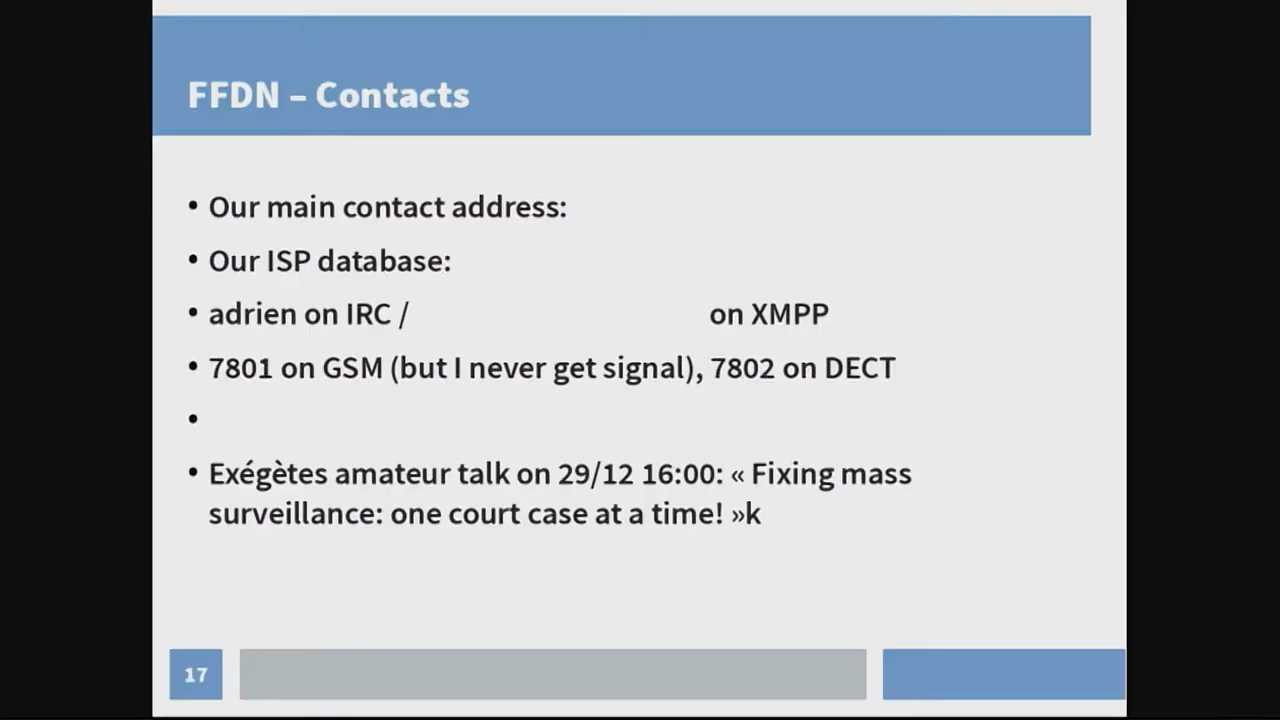 FFDN – Contacts
• Our main contact address:
• Our ISP database:
• adrien on IRC / on XMPP
• 7801 on GSM (but I never get signal), 7802 on DECT
•
• Exégètes amateur talk on 29/12 16:00: « Fixing mass
surveillance: one court case at a time! »k
17